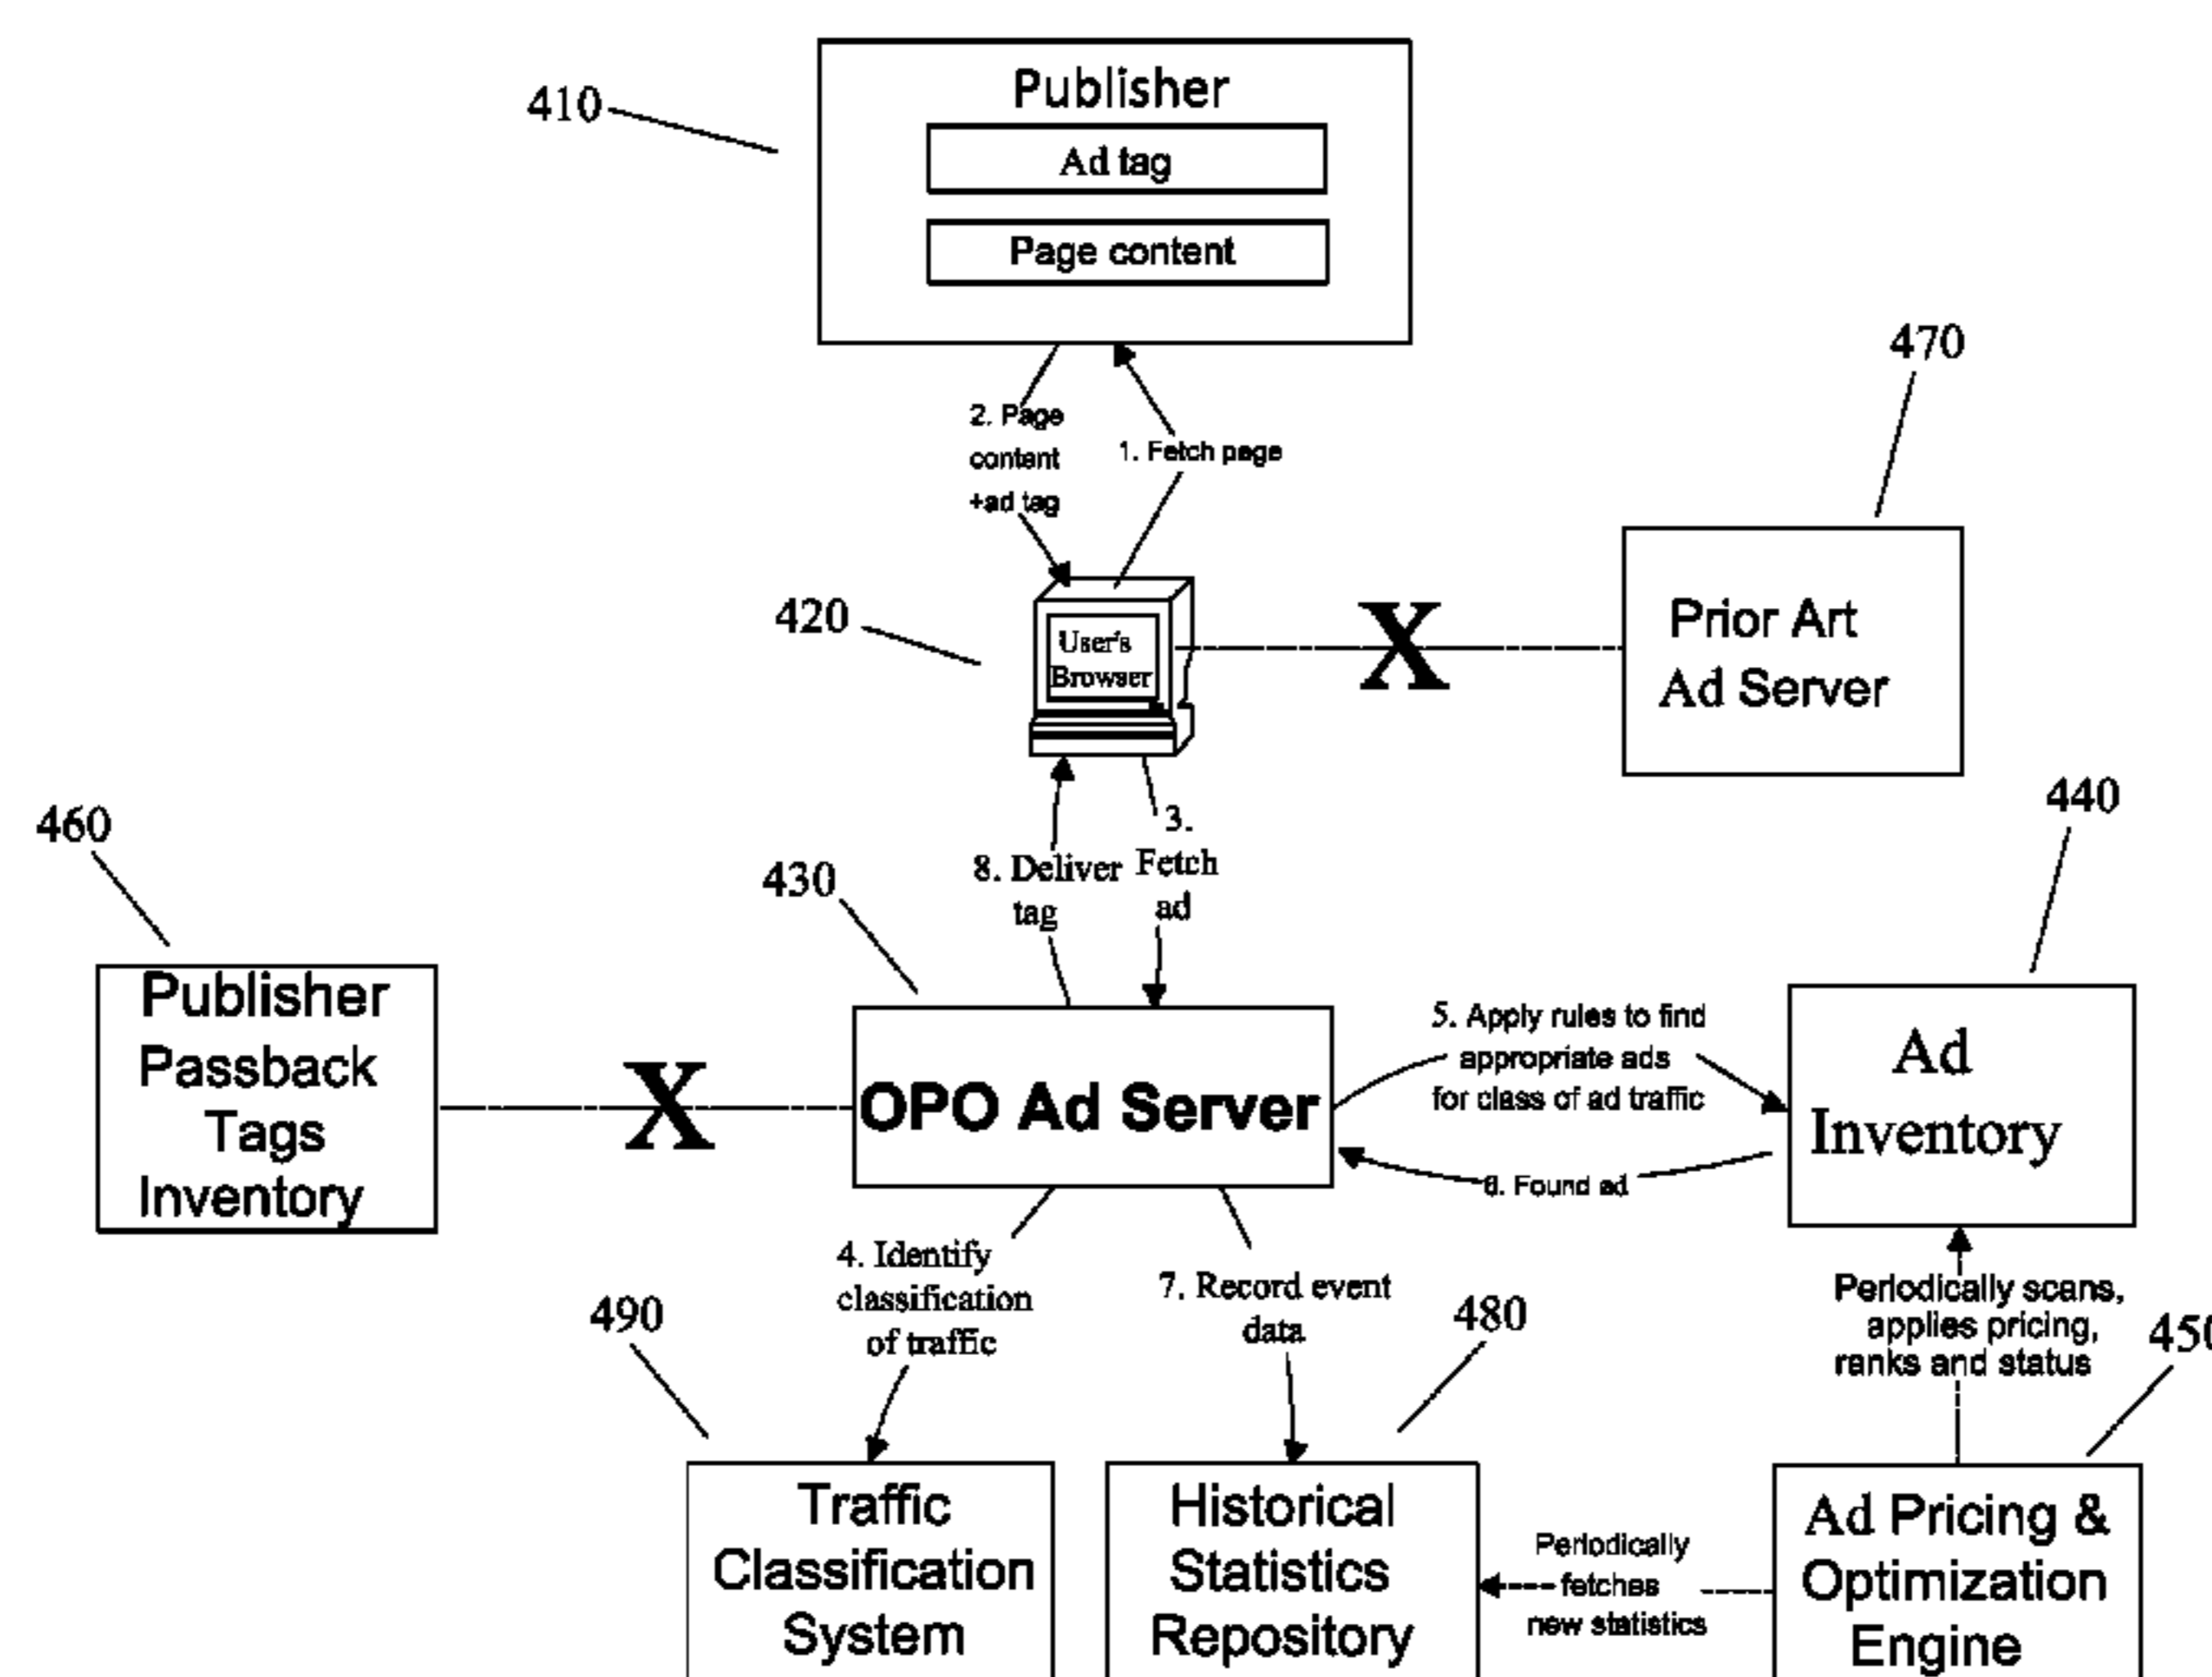 Publisher
410
Ad tag
Page content
470
2. Page
content
+ad tag
1. Fetch page
420
User's
Browser
X
Prior Art
Ad Server
440
460
3.
Fetch
ad
8. Deliver
tag
430
Publisher
Passback
Tags
Inventory
X
OPO Ad Server
5. Apply rules to find
appropriate ads
for class of ad traffic
6. Found ad
Ad
Inventory
4. Identify
classification
of traffic
490
7. Record event
data
480
Periodically scans,
applies pricing,
ranks and status
450
Traffic
Classification
System
Historical
Statistics
Repository
Periodically
fetches
new statistics
Ad Pricing &
Optimization
Engine